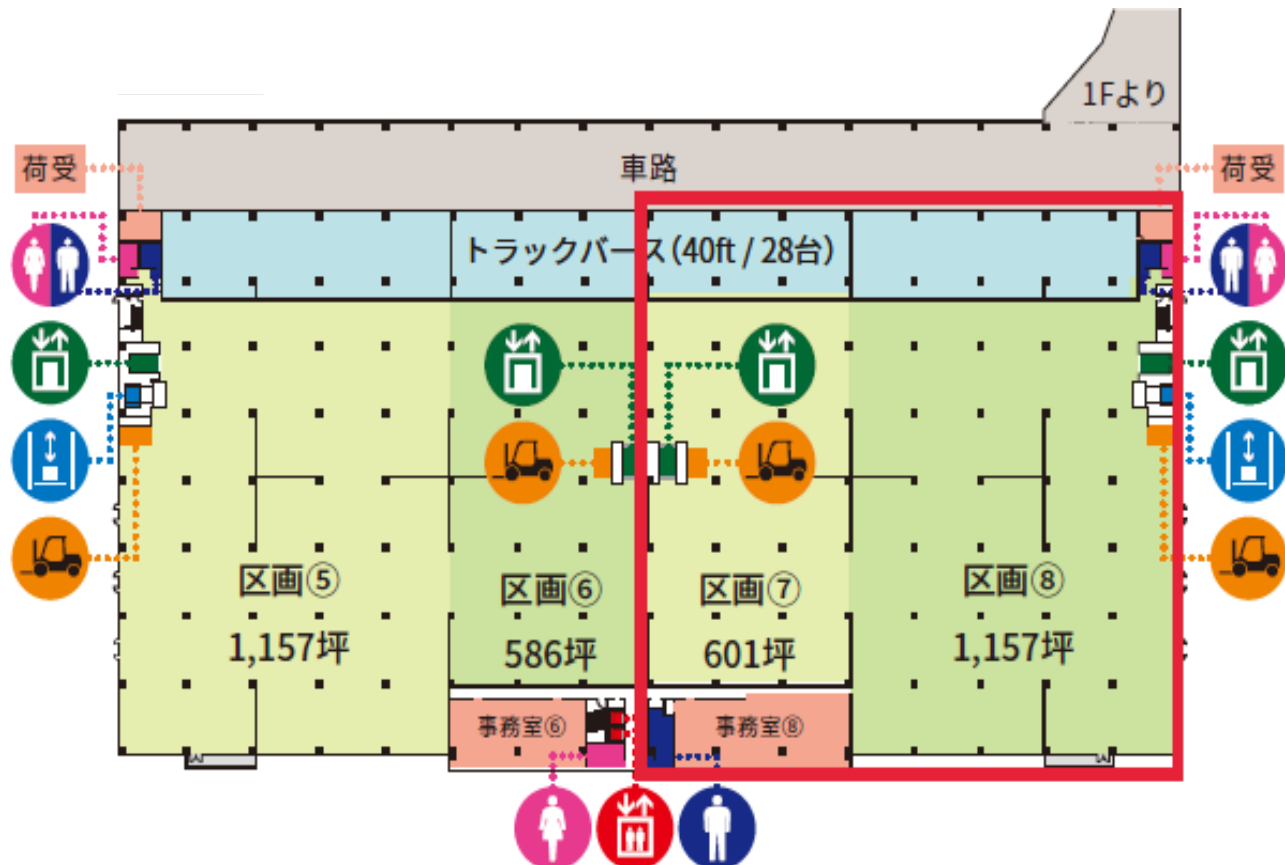 1Fより
車路
荷受
荷受
トラックバース(40ft / 28台)
区画⑤
1,157坪
区画⑥
586坪
区画⑦
601坪
区画⑧
1,157坪
事務室⑥
事務室⑧